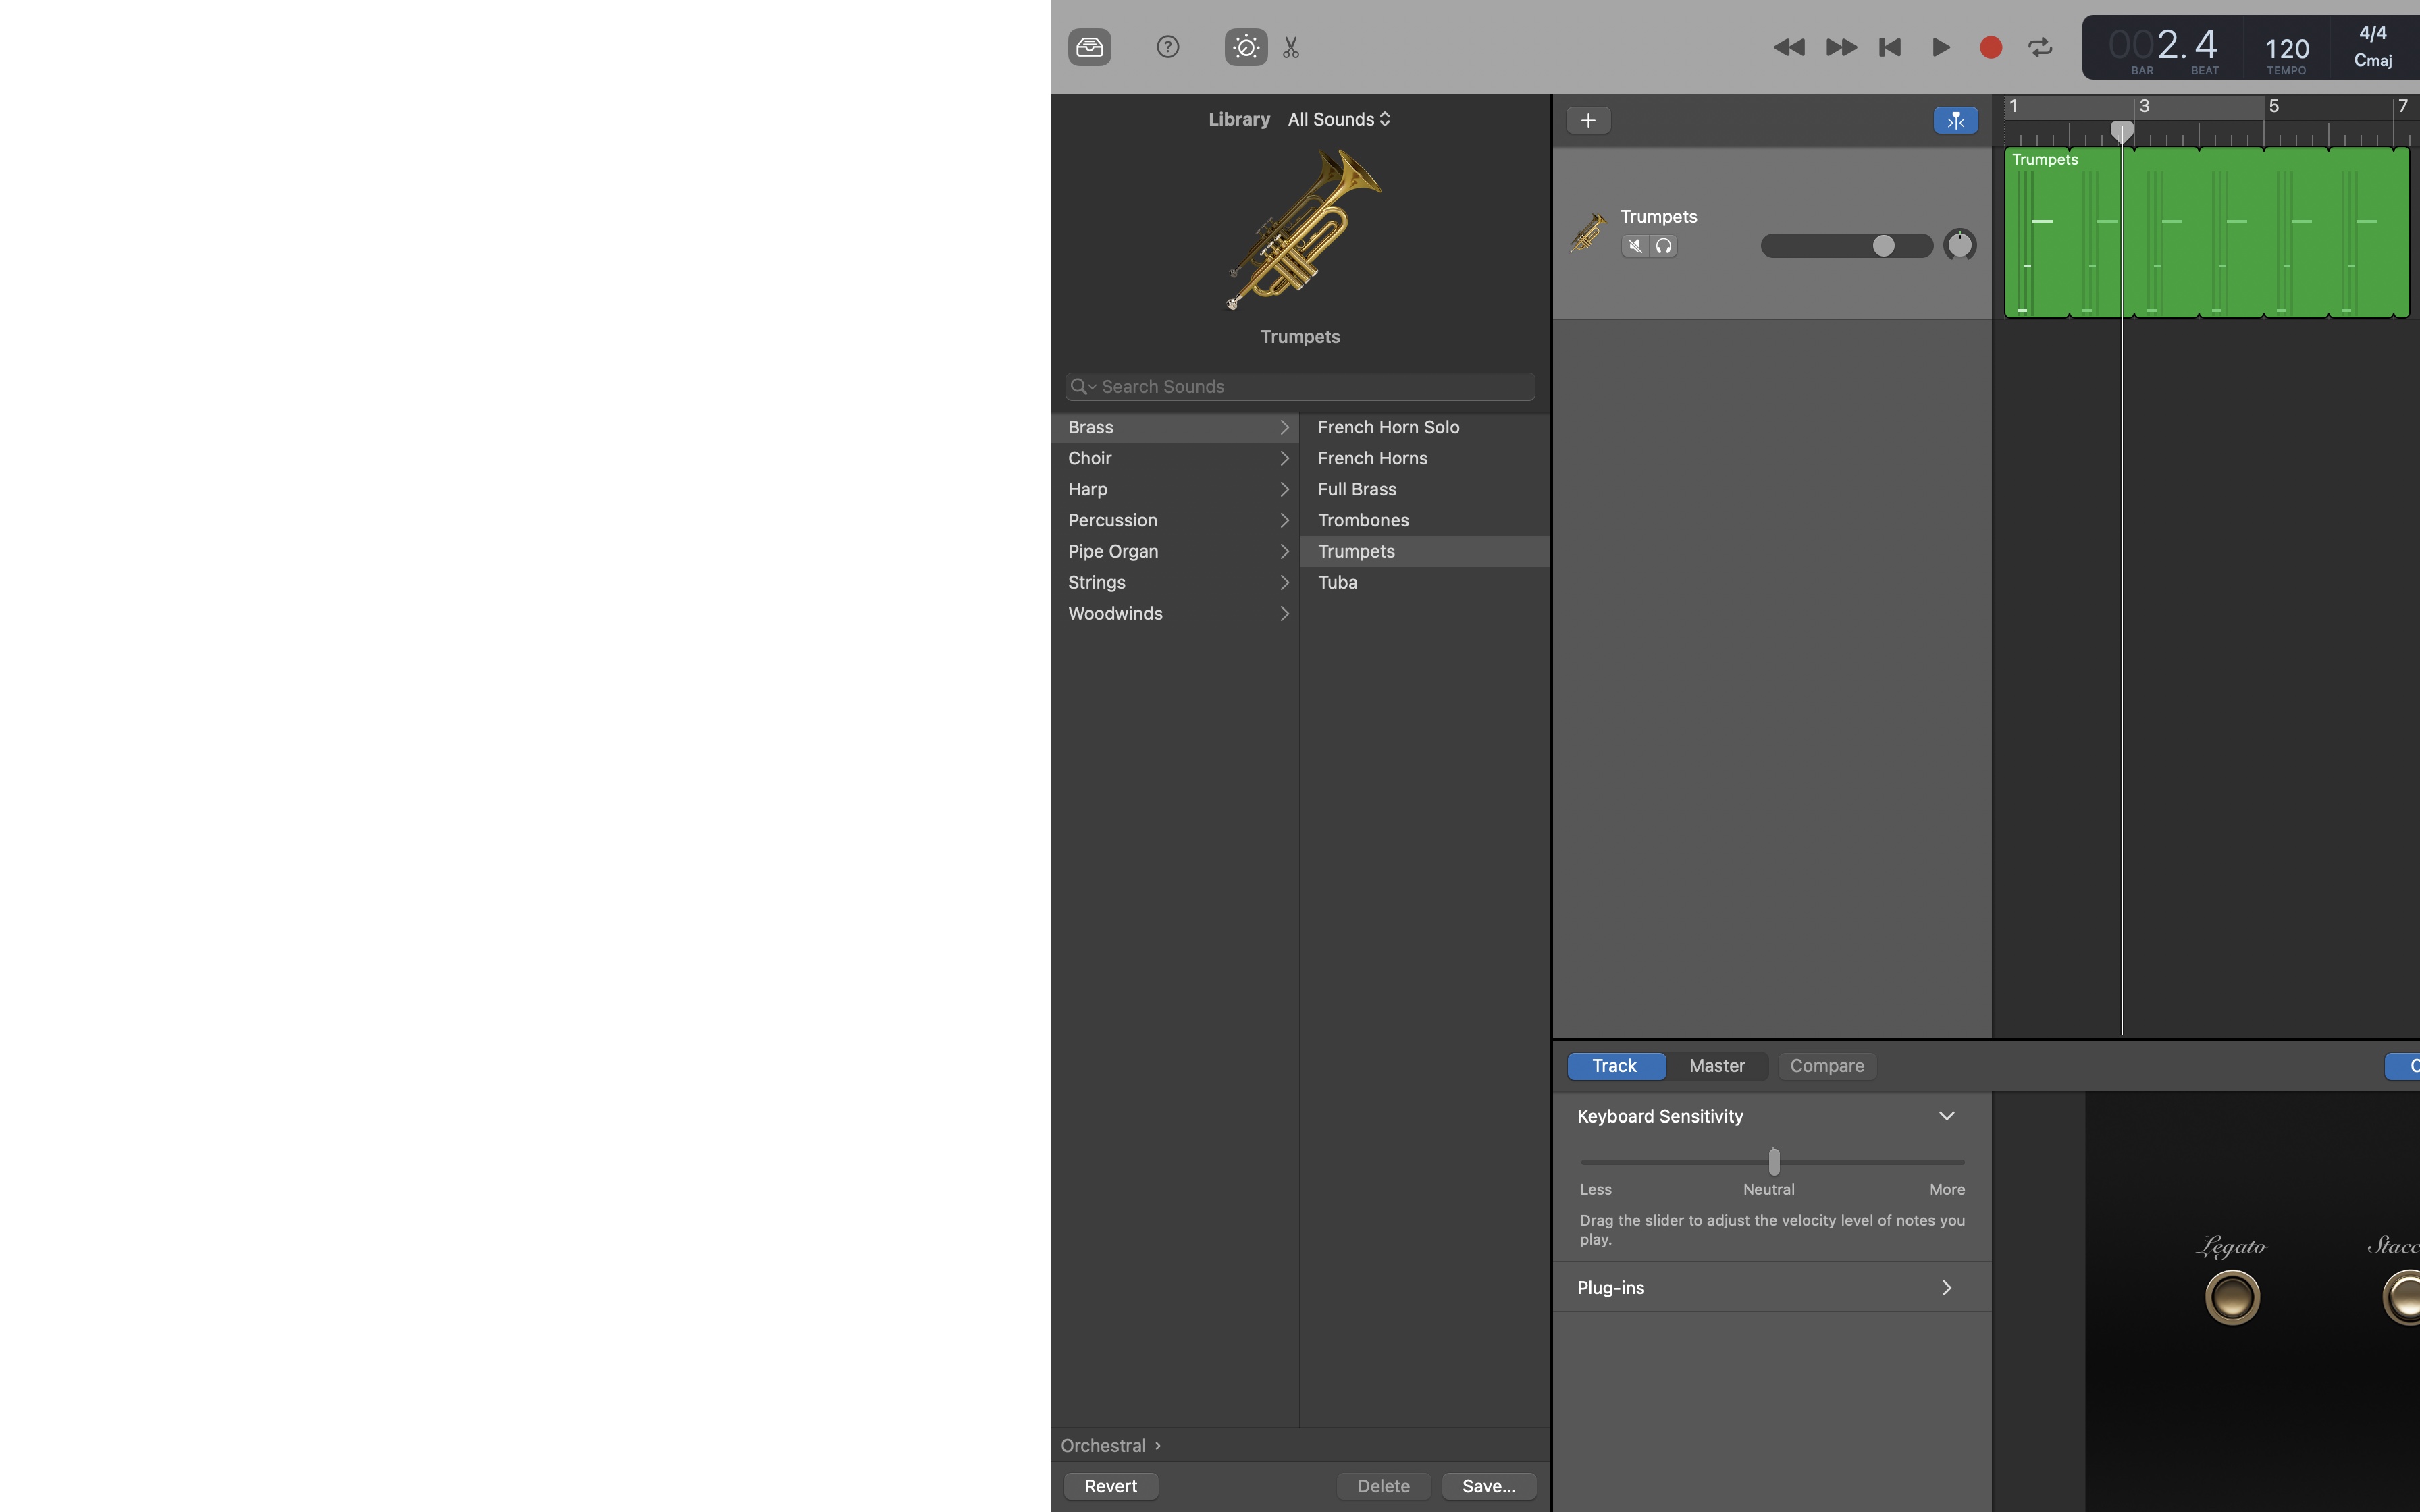 002.4
BAR BEAT
120
TEMPO
4/4
Cmaj
Library All Sounds
Trumpets
Search Sounds
Brass
Choir
Harp
Percussion
Pipe Organ
Strings
Woodwinds
French Horn Solo
French Horns
Full Brass
Trombones
Trumpets
Tuba
Orchestral
Revert
Delete
Save...
1 3 5 7
Trumpets
Trumpets
Track
Master
Compare
Keyboard Sensitivity
Less Neutral More
Drag the slider to adjust the velocity level of notes you
play.
Plug-ins
Legato